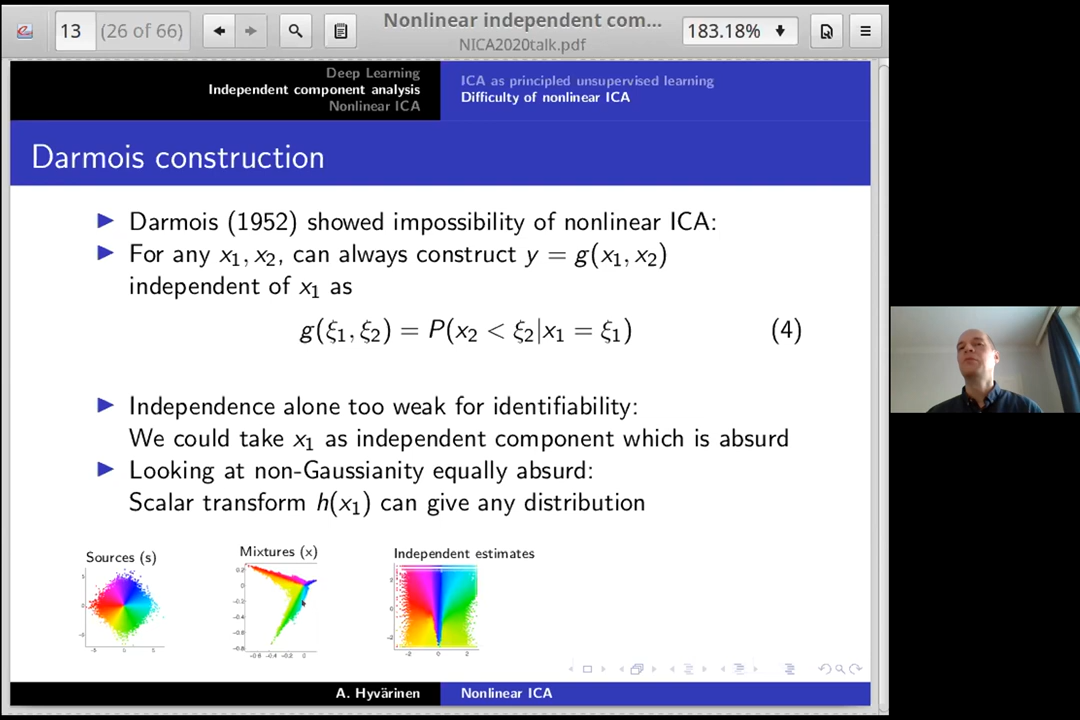 13 (26 of 66)
Nonlinear independent com...
NICA2020talk.pdf
183.18%
Deep Learning
Independent component analysis
Nonlinear ICA
ICA as principled unsupervised learning
Difficulty of nonlinear ICA
Darmois construction
Darmois (1952) showed impossibility of nonlinear ICA:
For any x₁, x₂, can always construct y = g(x₁, x₂)
independent of x₁ as
g(ξ₁, ξ₂) = P(x₂ < ξ₂|x₁ = ξ₁) (4)
Independence alone too weak for identifiability:
We could take x₁ as independent component which is absurd
Looking at non-Gaussianity equally absurd:
Scalar transform h(x₁) can give any distribution
Sources (s)
Mixtures (x)
Independent estimates
A. Hyvärinen
Nonlinear ICA